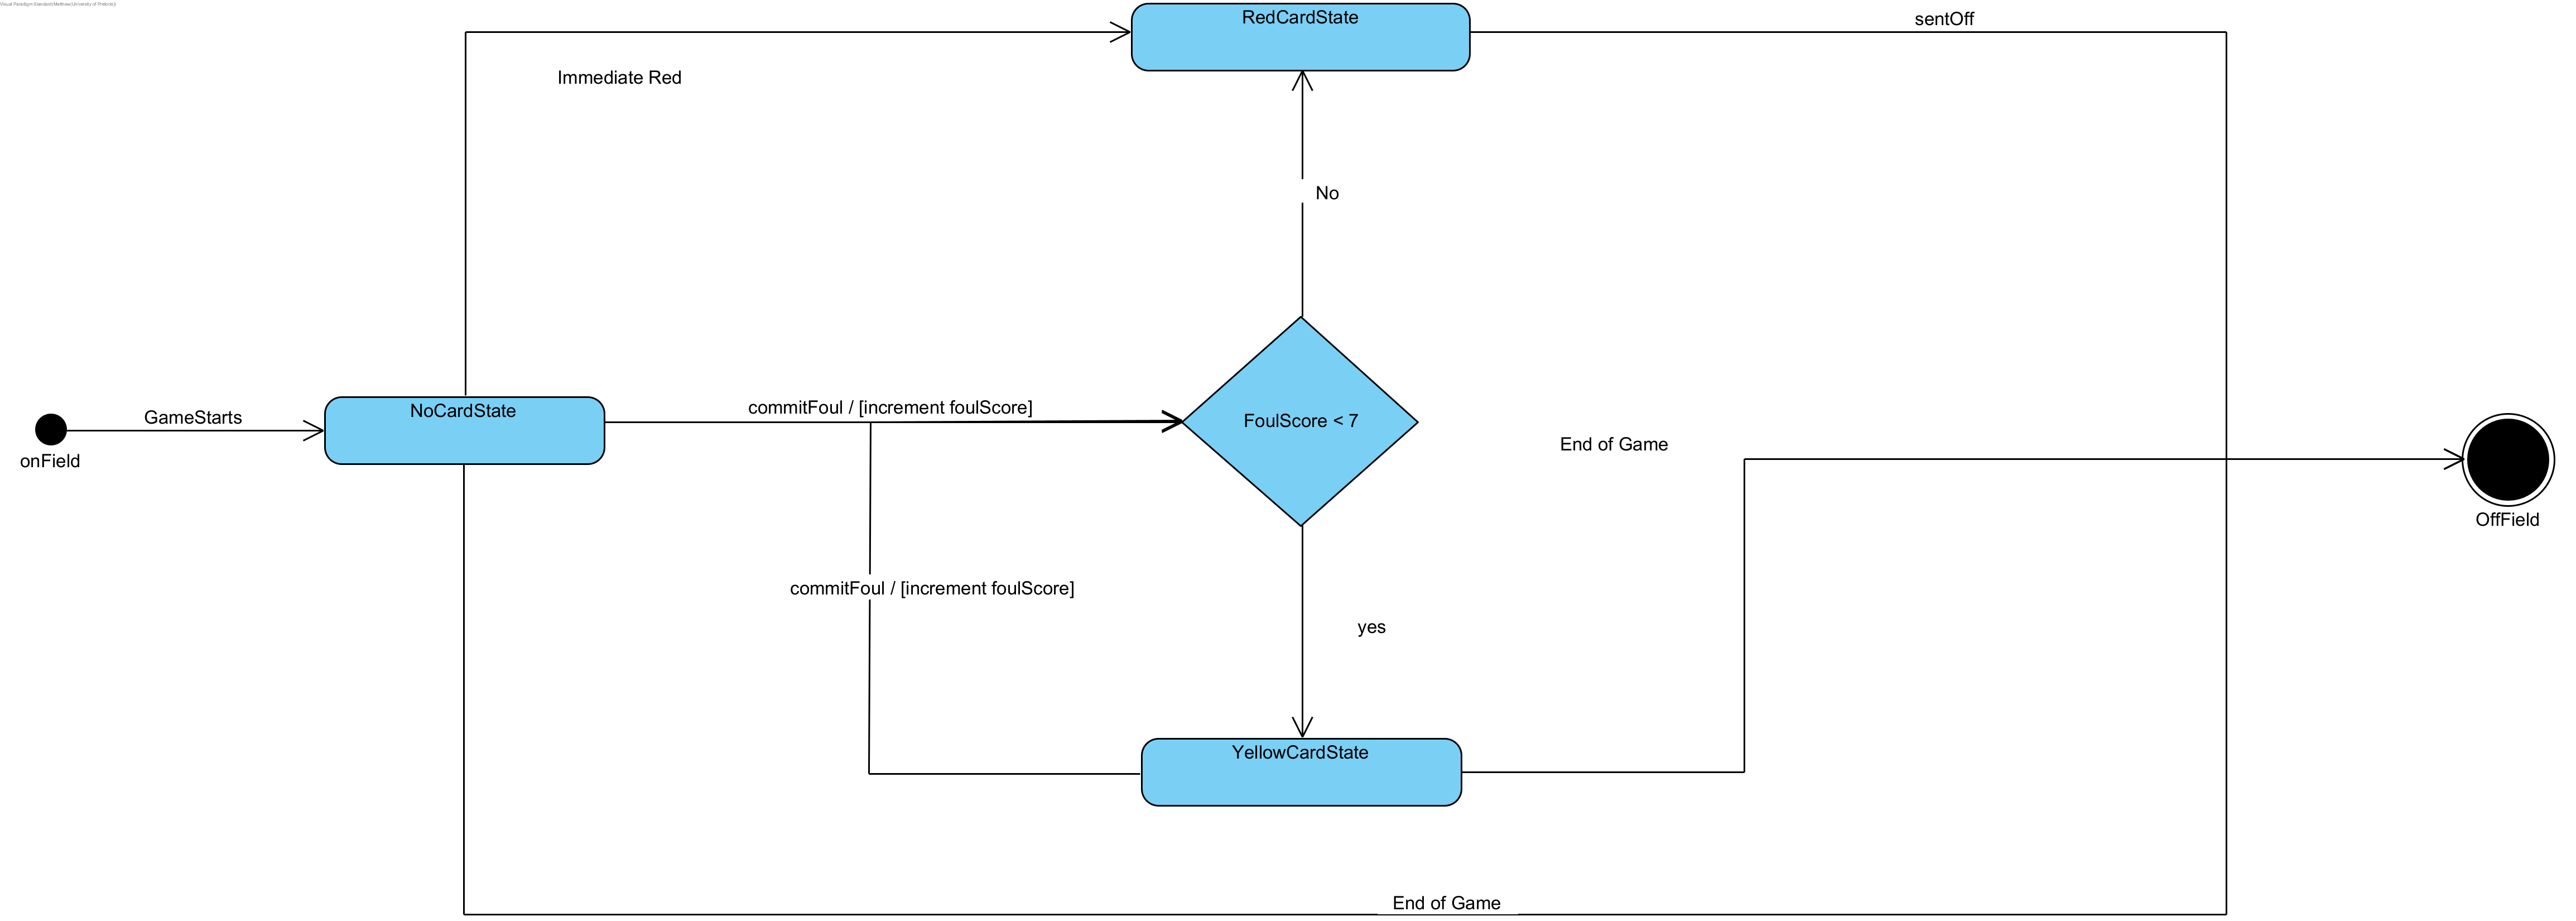 Visual Paradigm Standard(Matthew(University of Pretoria))
RedCardState
sentOff
Immediate Red
No
GameStarts
NoCardState
commitFoul / [increment foulScore]
FoulScore < 7
End of Game
onField
OffField
commitFoul / [increment foulScore]
yes
YellowCardState
End of Game